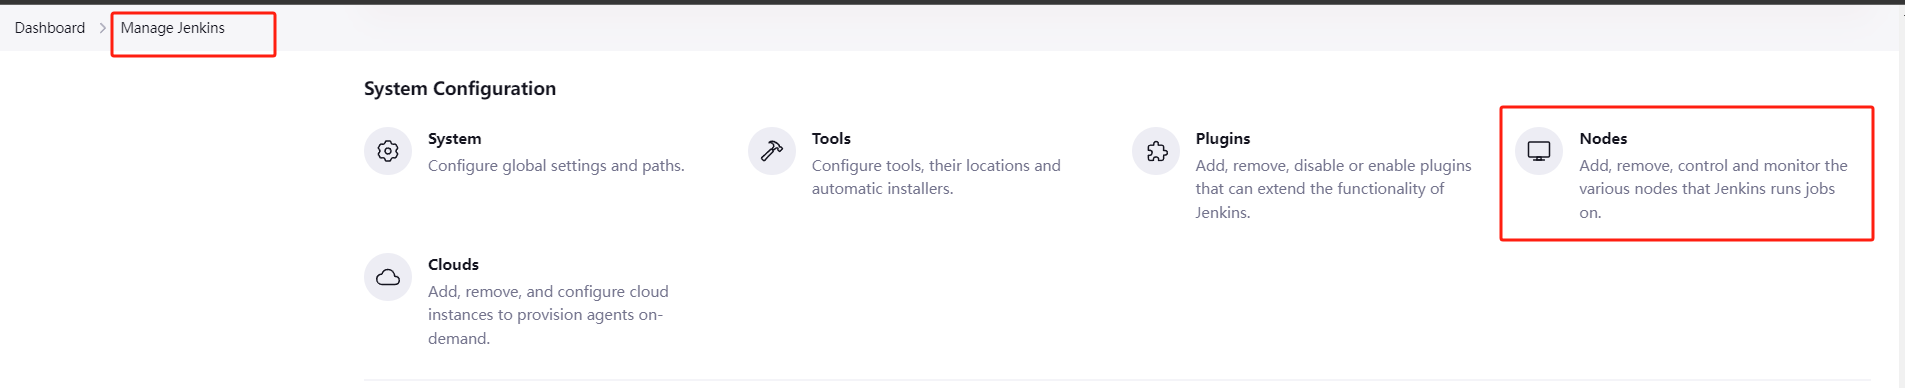 Dashboard > Manage Jenkins
System Configuration
System
Configure global settings and paths.
Tools
Configure tools, their locations and
automatic installers.
Plugins
Add, remove, disable or enable plugins
that can extend the functionality of
Jenkins.
Nodes
Add, remove, control and monitor the
various nodes that Jenkins runs jobs
on.
Clouds
Add, remove, and configure cloud
instances to provision agents on-
demand.